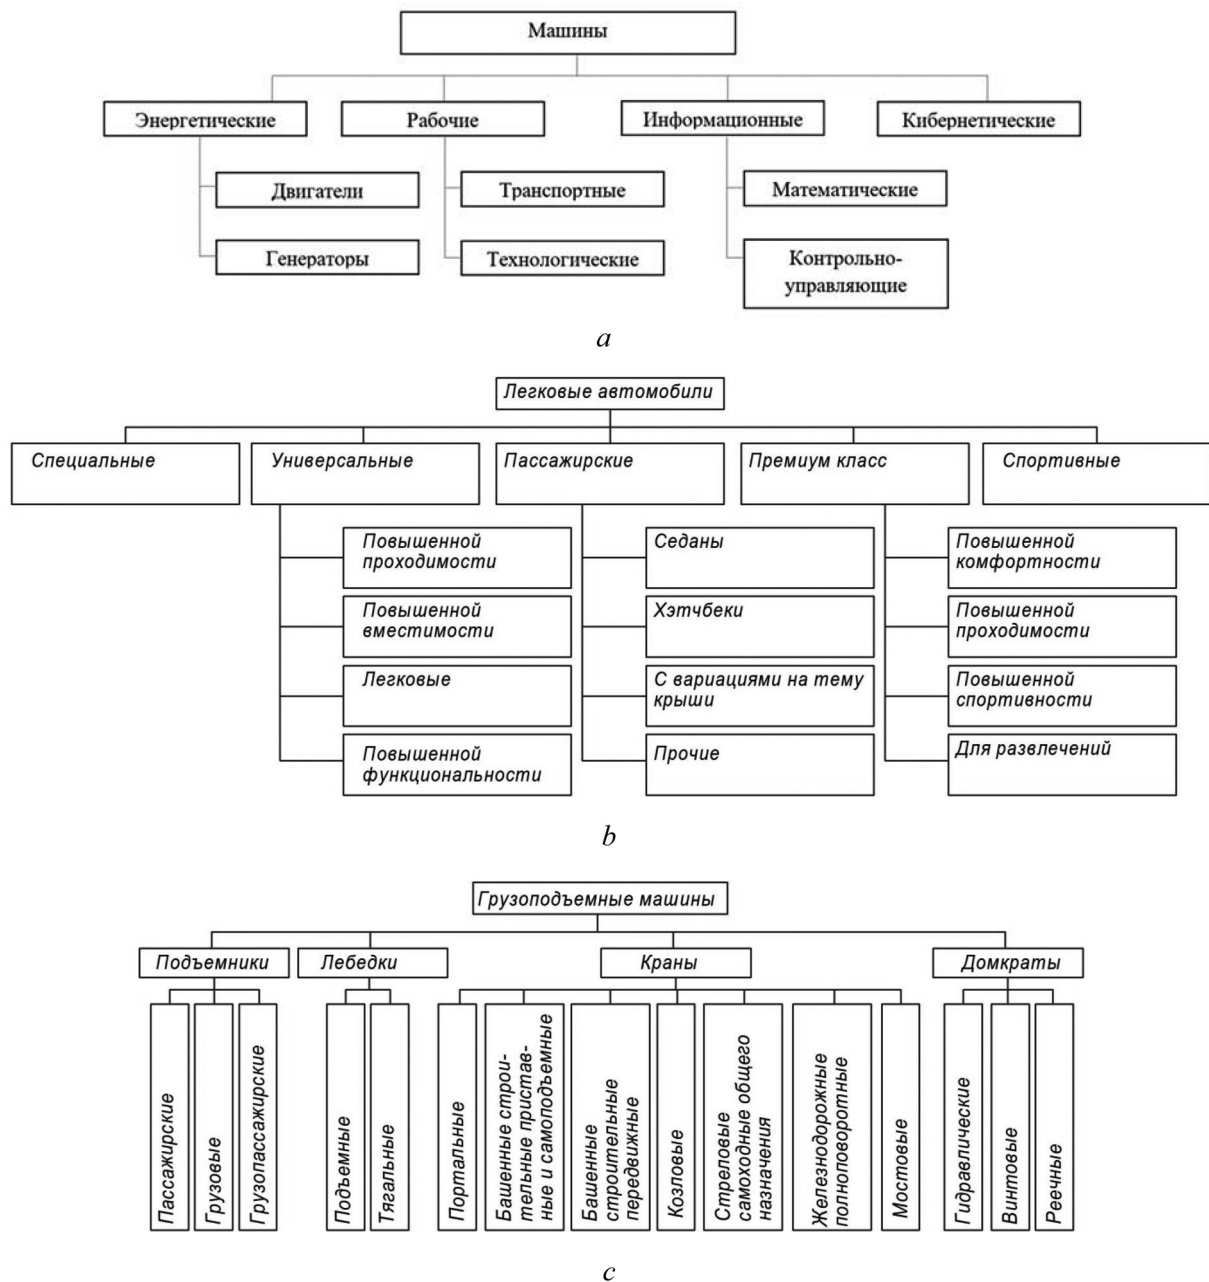 Машины
Энергетические
Рабочие
Информационные
Кибернетические
Двигатели
Транспортные
Математические
Генераторы
Технологические
Контрольно-
управляющие
a
Легковые автомобили
Специальные
Универсальные
Пассажирские
Премиум класс
Спортивные
Повышенной
проходимости
Седаны
Повышенной
комфортности
Повышенной
вместимости
Хэтчбеки
Повышенной
проходимости
Легковые
С вариациями на тему
крыши
Повышенной
спортивности
Повышенной
функциональности
Прочие
Для развлечений
b
Грузоподъемные машины
Подъемники
Лебедки
Краны
Домкраты
Пассажирские
Грузовые
Грузопассажирские
Подъемные
Тягальные
Портальные
Башенные строи-
тельные пристав-
ные и самоподъемные
Башенные
строительные
передвижные
Козловые
Стреловые
самоходные общего
назначения
Железнодорожные
полноповоротные
Мостовые
Гидравлические
Винтовые
Реечные
c